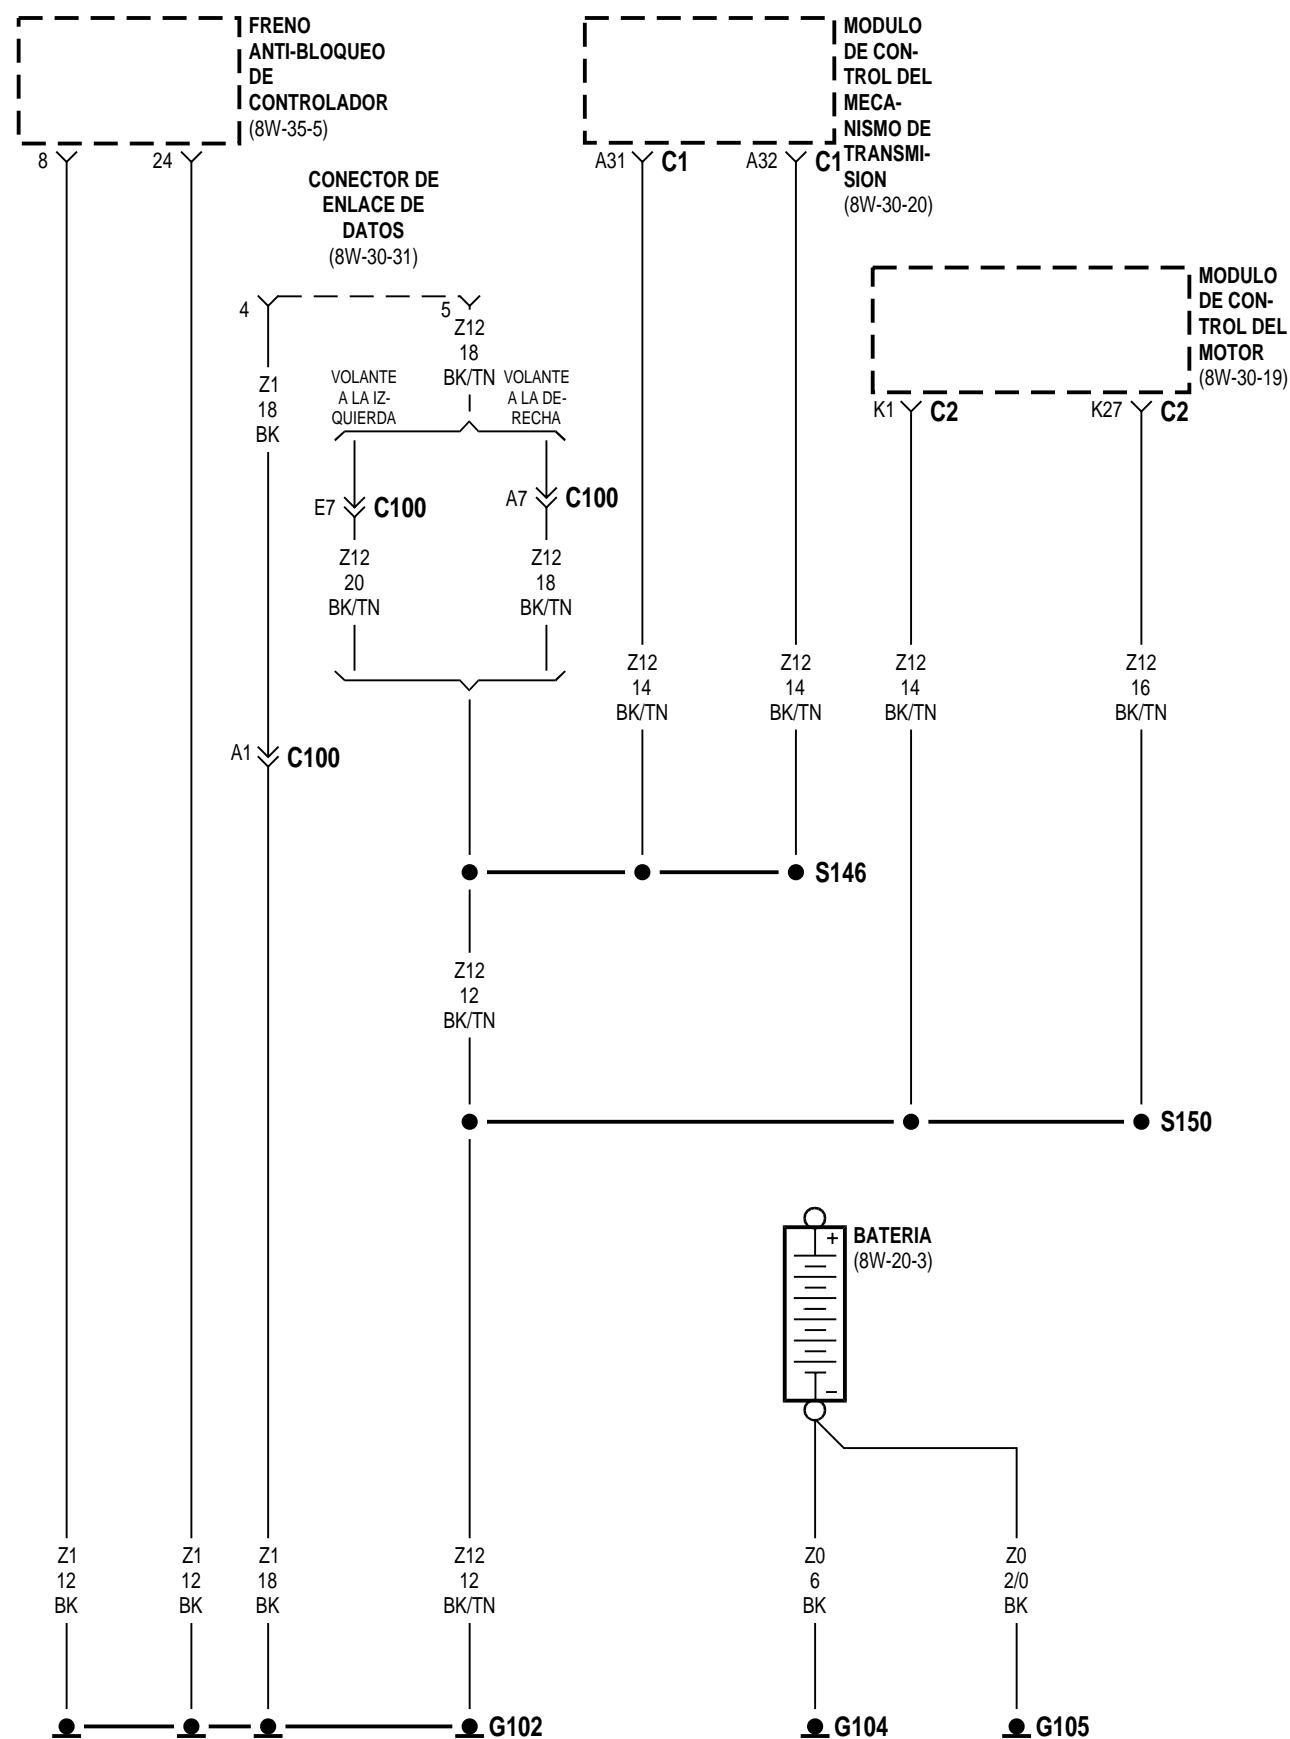 FRENO
ANTI-BLOQUEO
DE
CONTROLADOR
(8W-35-5)
8
24
MODULO
DE CON-
TROL DEL
MECA-
NISMO DE
TRANSMI-
SION
(8W-30-20)
A31
C1
A32
C1
CONECTOR DE
ENLACE DE
DATOS
(8W-30-31)
4
5
MODULO
DE CON-
TROL DEL
MOTOR
(8W-30-19)
K1
C2
K27
C2
Z12
18
BK/TN
Z1
18
BK
VOLANTE
A LA IZ-
QUIERDA
VOLANTE
A LA DE-
RECHA
E7
C100
A7
C100
Z12
20
BK/TN
Z12
18
BK/TN
Z12
14
BK/TN
Z12
14
BK/TN
Z12
14
BK/TN
Z12
16
BK/TN
A1
C100
S146
Z12
12
BK/TN
S150
BATERIA
(8W-20-3)
+
−
Z1
12
BK
Z1
12
BK
Z1
18
BK
Z12
12
BK/TN
Z0
6
BK
Z0
2/0
BK
G102
G104
G105